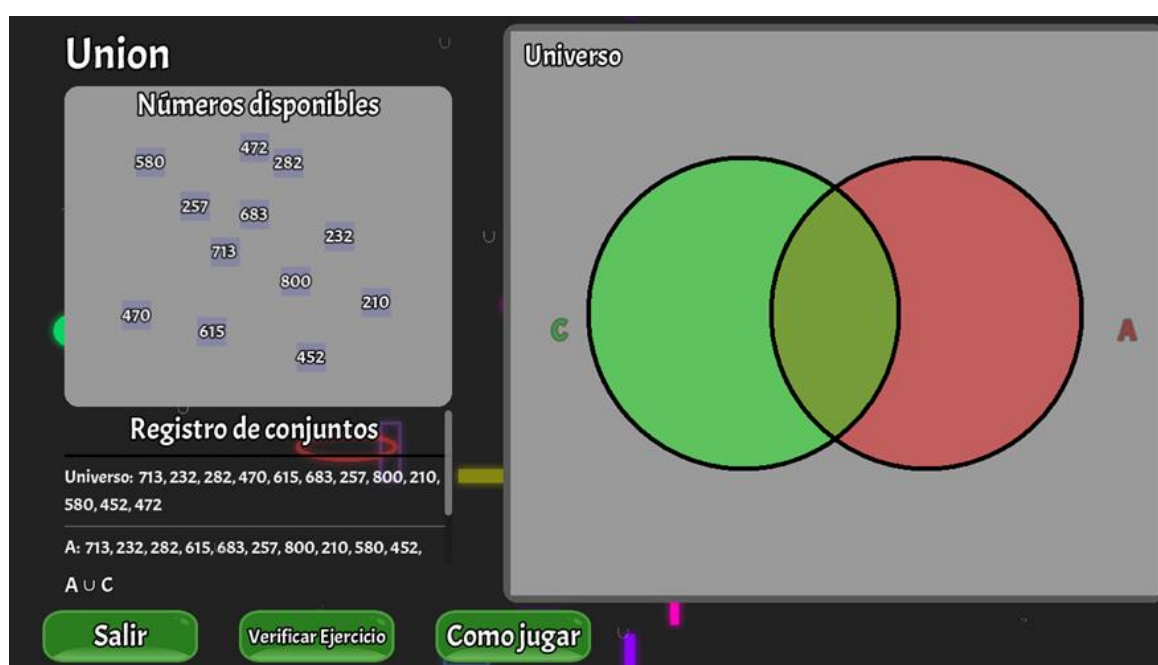 Union
Números disponibles
580
472
282
257
683
232
713
800
210
470
615
452
Registro de conjuntos
Universo: 713, 232, 282, 470, 615, 683, 257, 800, 210,
580, 452, 472
A: 713, 232, 282, 615, 683, 257, 800, 210, 580, 452,
A ∪ C
Salir
Verificar Ejercicio
Como jugar
Universo
C
A